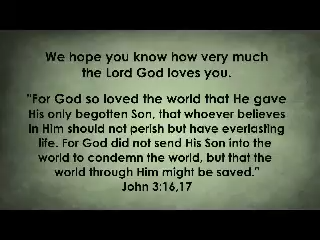 We hope you know how very much
the Lord God loves you.
"For God so loved the world that He gave
His only begotten Son, that whoever believes
in Him should not perish but have everlasting
life. For God did not send His Son into the
world to condemn the world, but that the
world through Him might be saved."
John 3:16,17